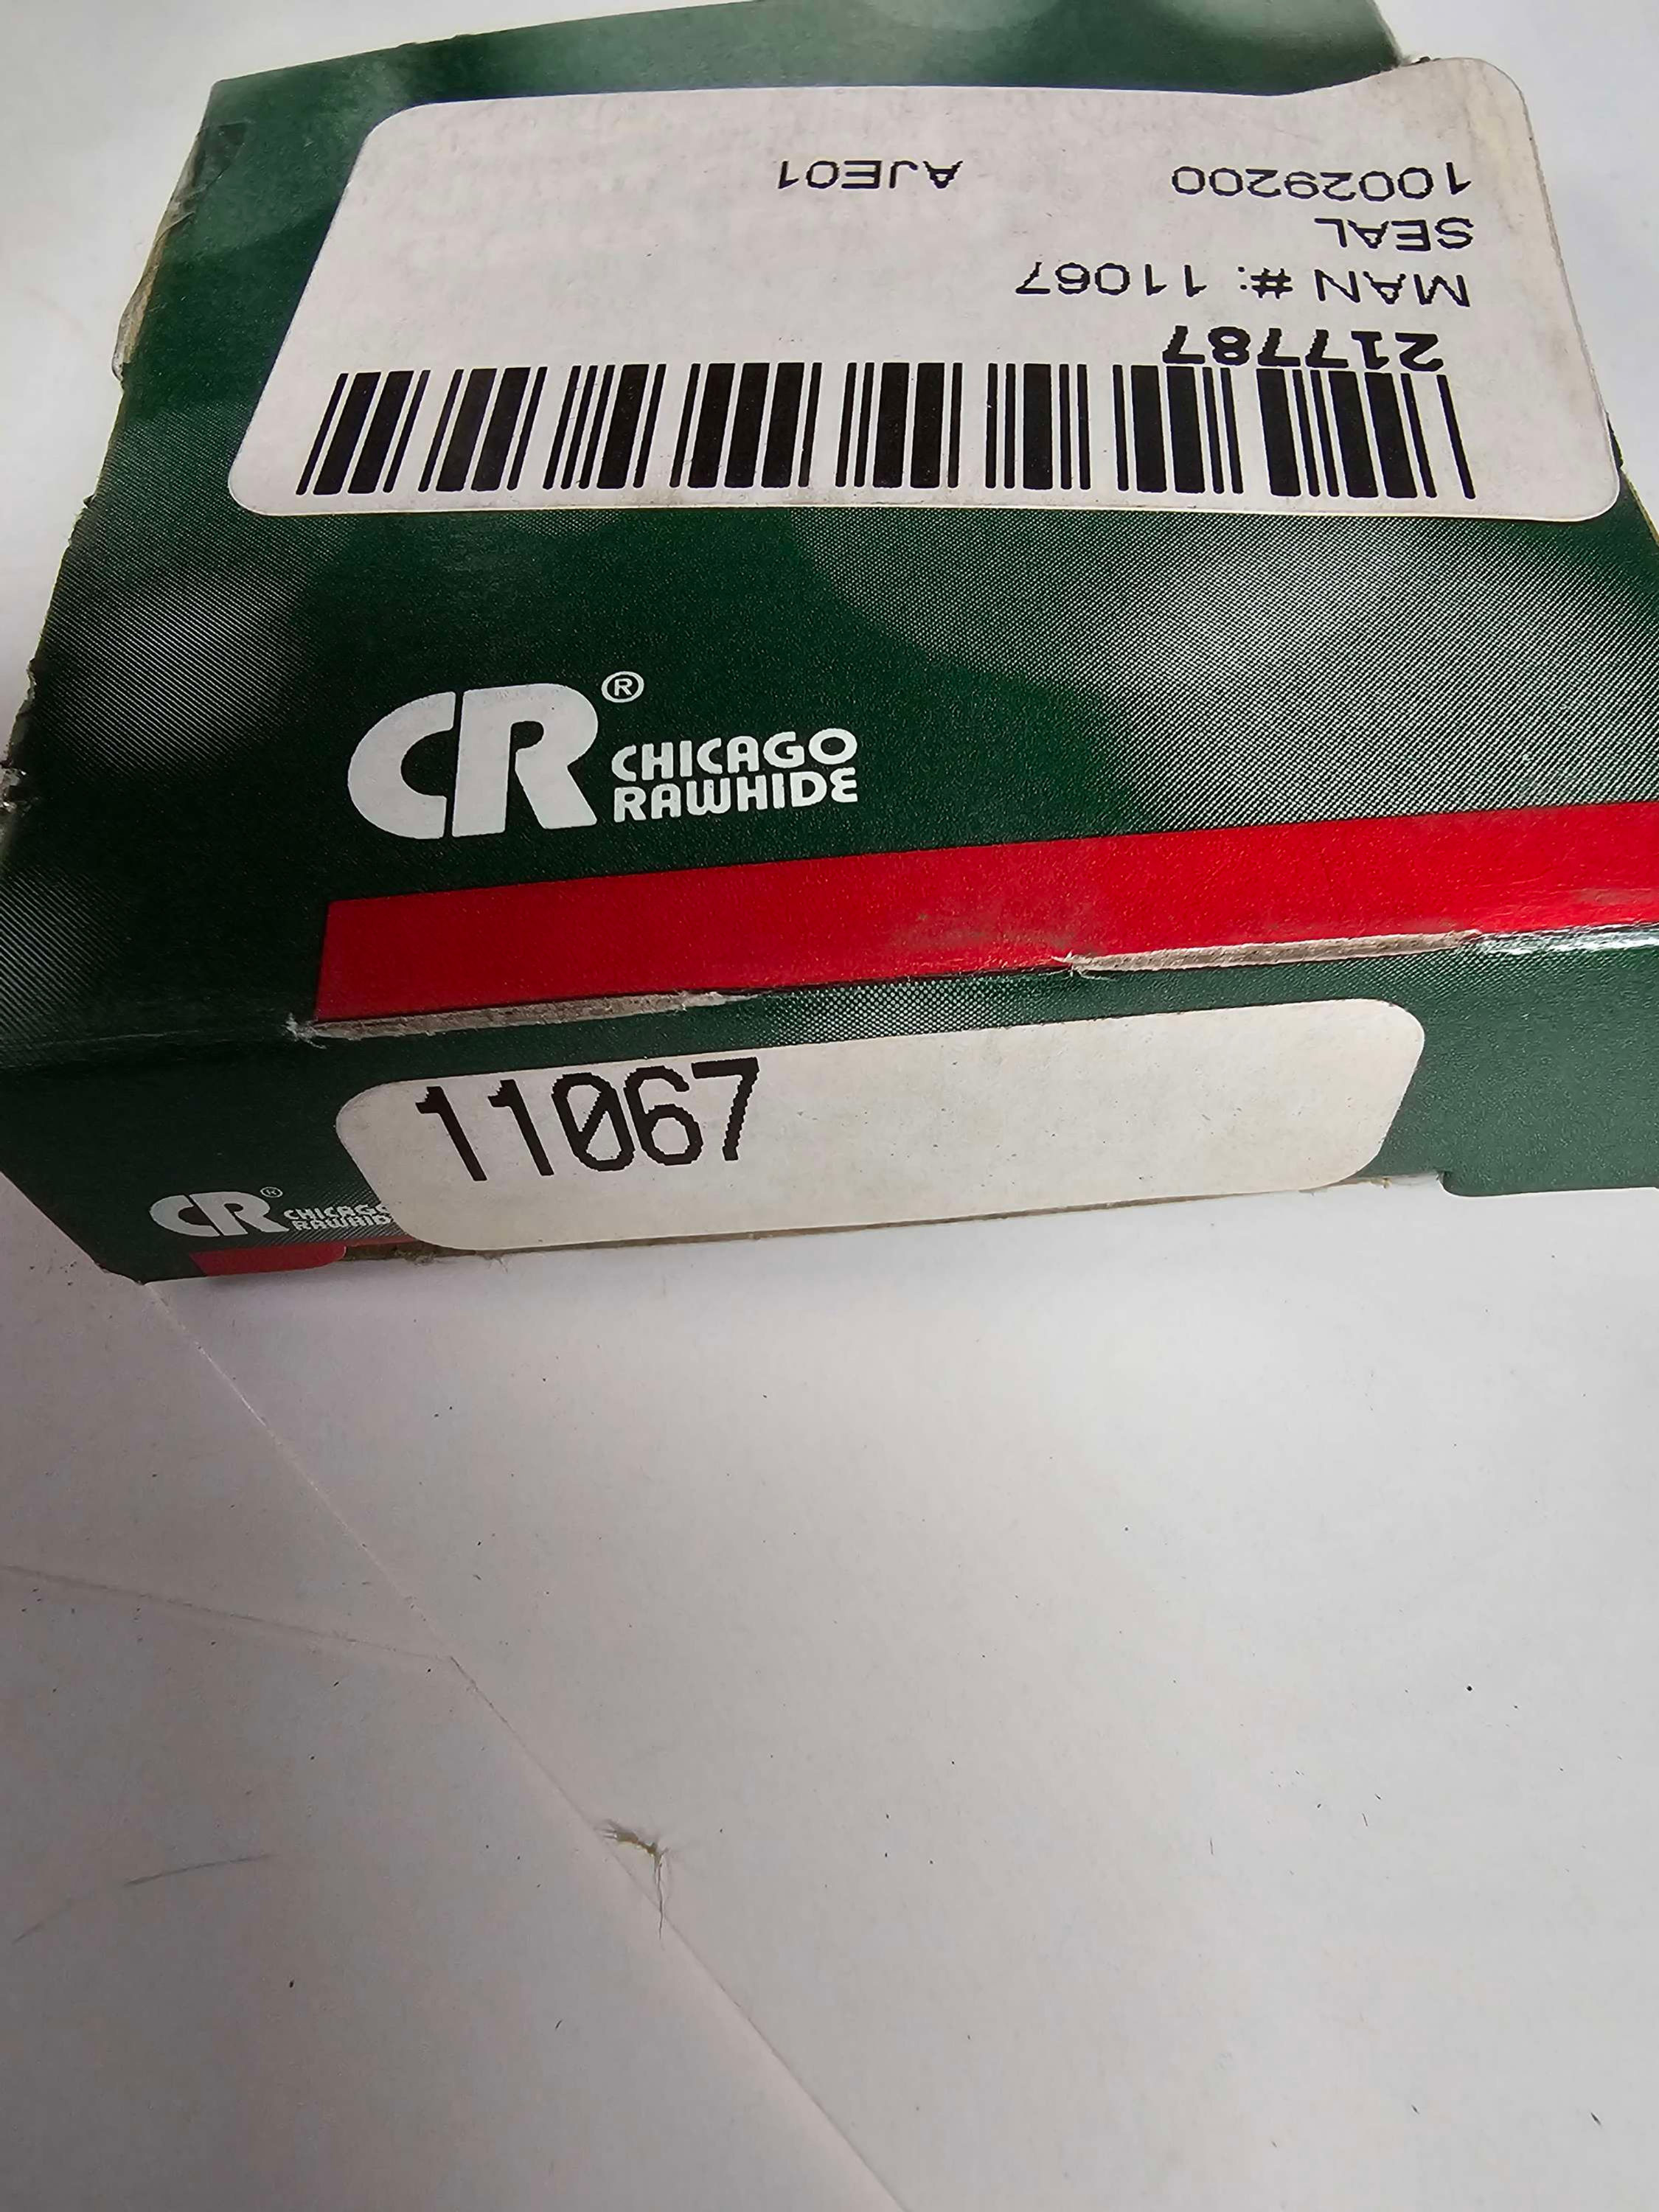 217787
MAN #: 11067
SEAL
10029200 AJE01
CR®
CHICAGO
RAWHIDE
11067
CR®
CHICAGO
RAWHID